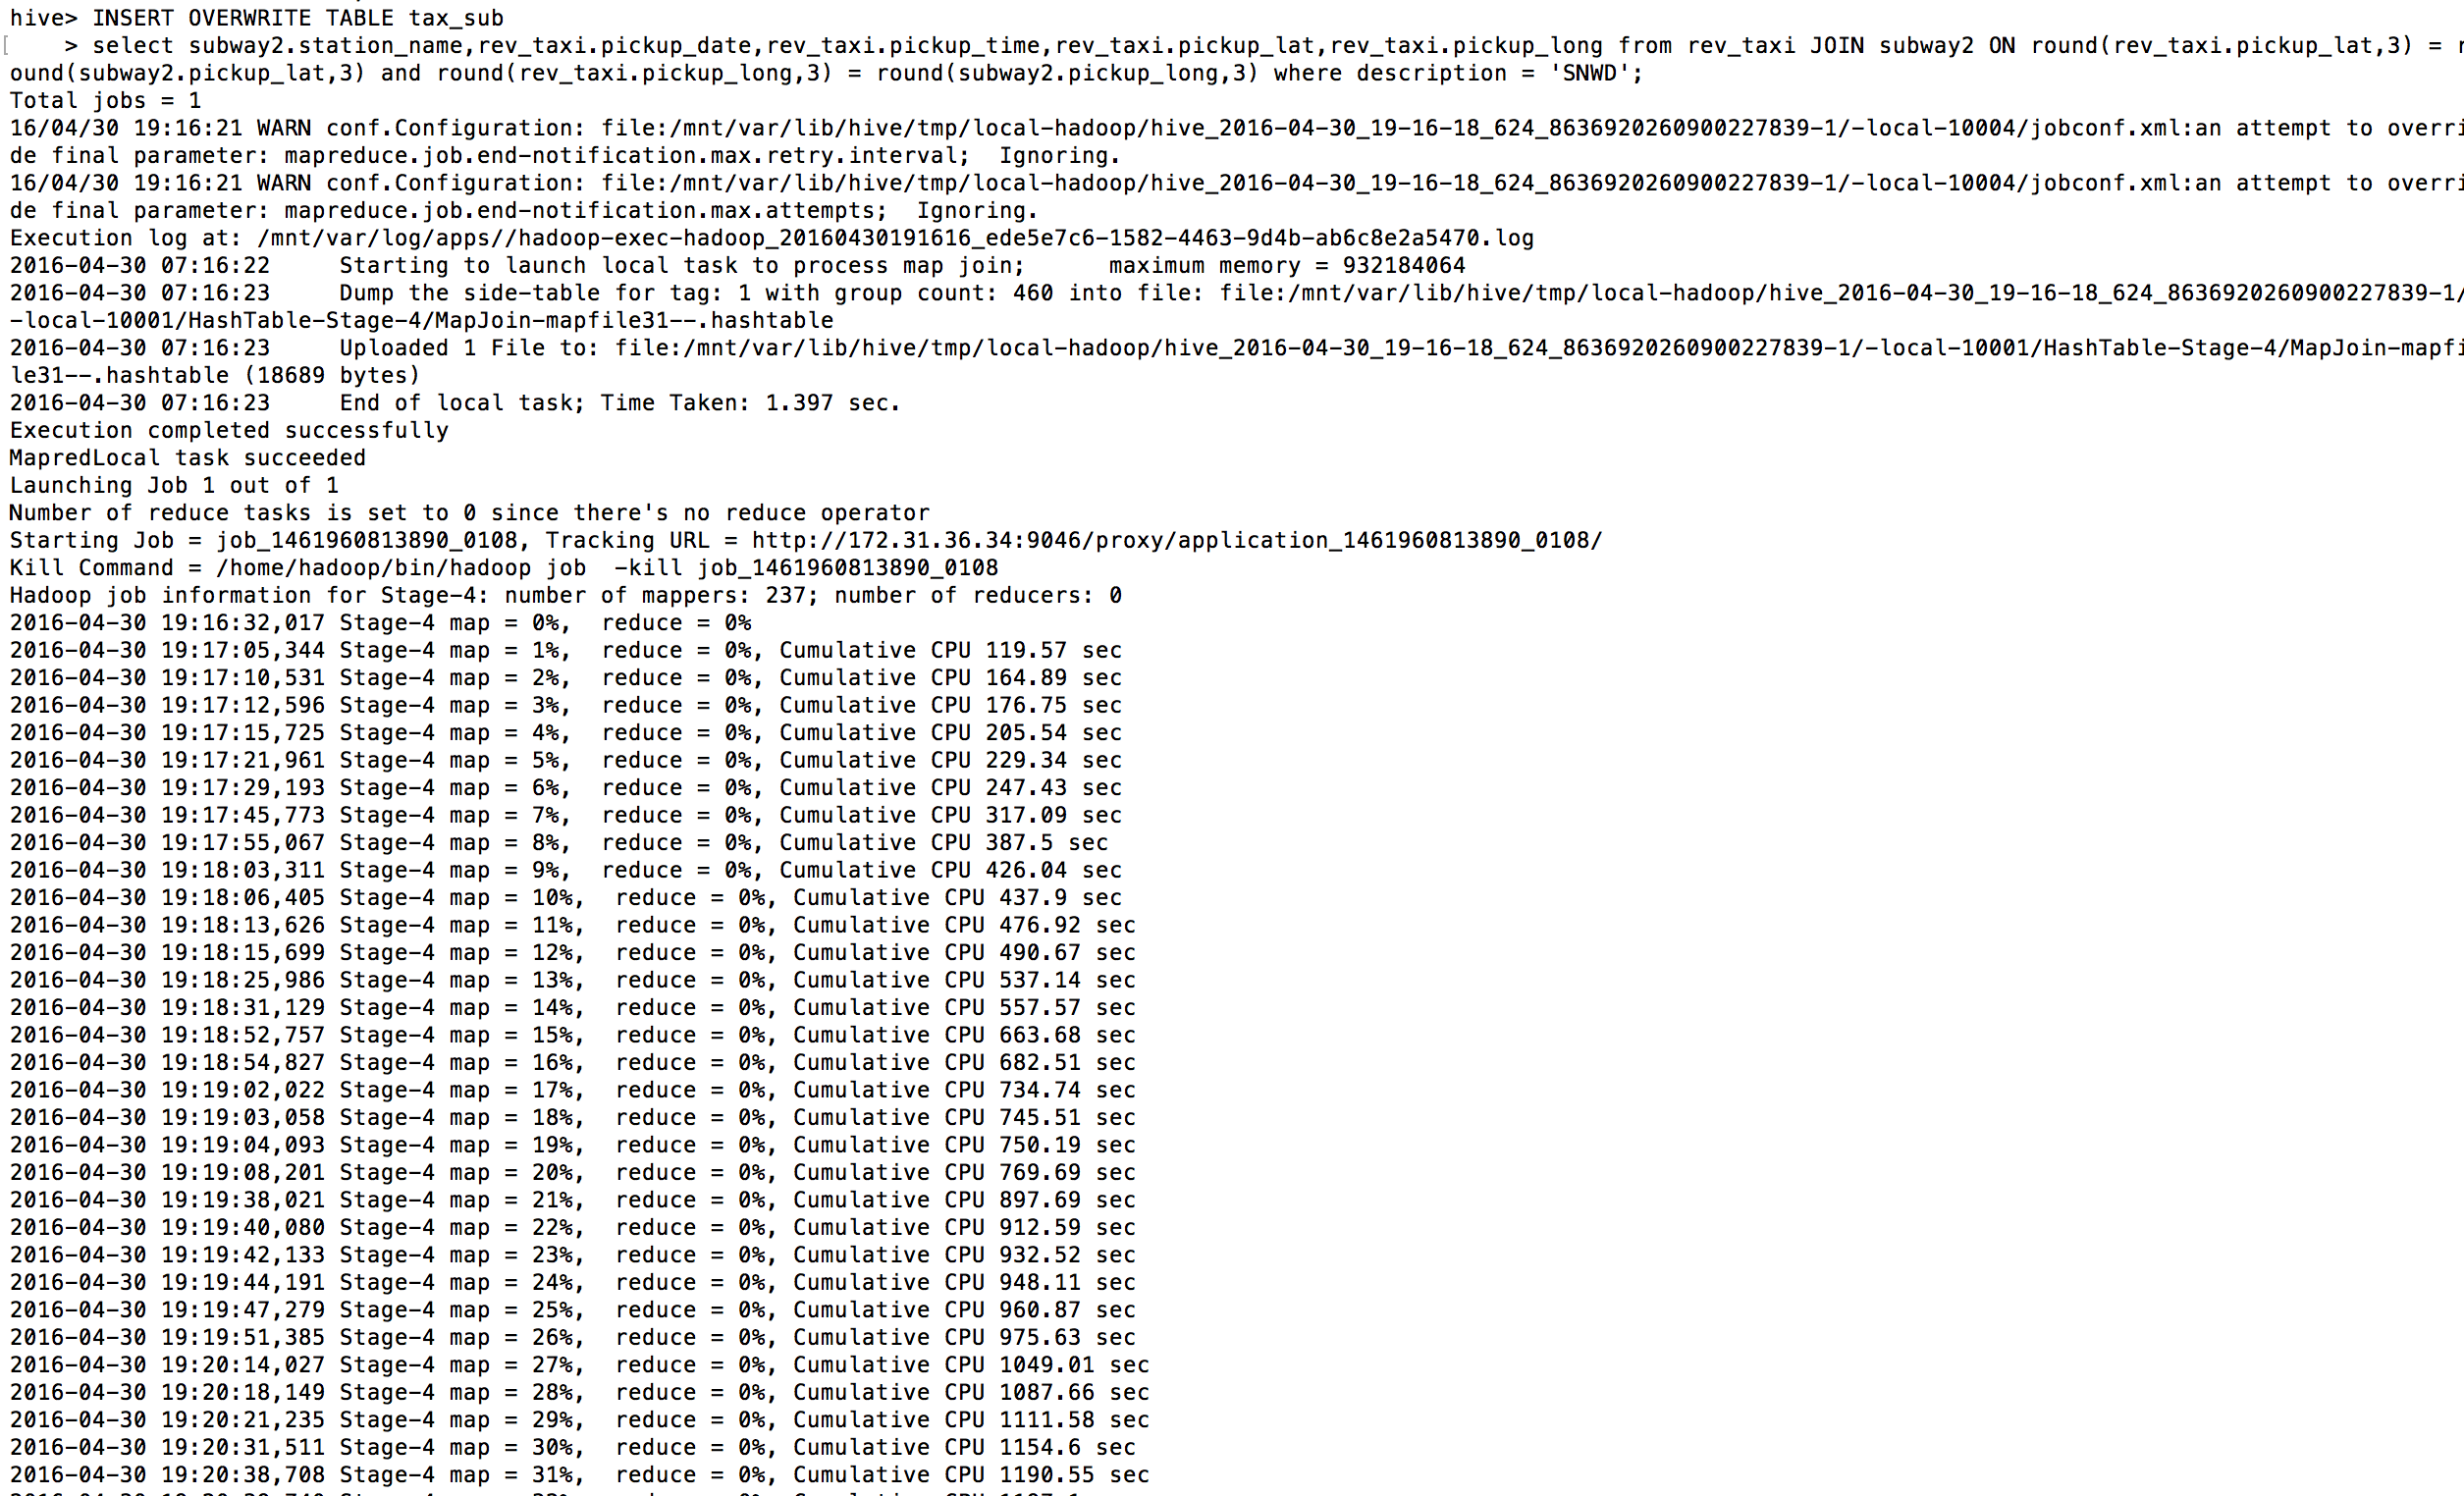 hive> INSERT OVERWRITE TABLE tax_sub
[    > select subway2.station_name,rev_taxi.pickup_date,rev_taxi.pickup_time,rev_taxi.pickup_lat,rev_taxi.pickup_long from rev_taxi JOIN subway2 ON round(rev_taxi.pickup_lat,3) = r
ound(subway2.pickup_lat,3) and round(rev_taxi.pickup_long,3) = round(subway2.pickup_long,3) where description = 'SNWD';
Total jobs = 1
16/04/30 19:16:21 WARN conf.Configuration: file:/mnt/var/lib/hive/tmp/local-hadoop/hive_2016-04-30_19-16-18_624_8636920260900227839-1/-local-10004/jobconf.xml:an attempt to overri
de final parameter: mapreduce.job.end-notification.max.retry.interval;  Ignoring.
16/04/30 19:16:21 WARN conf.Configuration: file:/mnt/var/lib/hive/tmp/local-hadoop/hive_2016-04-30_19-16-18_624_8636920260900227839-1/-local-10004/jobconf.xml:an attempt to overri
de final parameter: mapreduce.job.end-notification.max.attempts;  Ignoring.
Execution log at: /mnt/var/log/apps//hadoop-exec-hadoop_20160430191616_ede5e7c6-1582-4463-9d4b-ab6c8e2a5470.log
2016-04-30 07:16:22     Starting to launch local task to process map join;      maximum memory = 932184064
2016-04-30 07:16:23     Dump the side-table for tag: 1 with group count: 460 into file: file:/mnt/var/lib/hive/tmp/local-hadoop/hive_2016-04-30_19-16-18_624_8636920260900227839-1/
-local-10001/HashTable-Stage-4/MapJoin-mapfile31--.hashtable
2016-04-30 07:16:23     Uploaded 1 File to: file:/mnt/var/lib/hive/tmp/local-hadoop/hive_2016-04-30_19-16-18_624_8636920260900227839-1/-local-10001/HashTable-Stage-4/MapJoin-mapfi
le31--.hashtable (18689 bytes)
2016-04-30 07:16:23     End of local task; Time Taken: 1.397 sec.
Execution completed successfully
MapredLocal task succeeded
Launching Job 1 out of 1
Number of reduce tasks is set to 0 since there's no reduce operator
Starting Job = job_1461960813890_0108, Tracking URL = http://172.31.36.34:9046/proxy/application_1461960813890_0108/
Kill Command = /home/hadoop/bin/hadoop job  -kill job_1461960813890_0108
Hadoop job information for Stage-4: number of mappers: 237; number of reducers: 0
2016-04-30 19:16:32,017 Stage-4 map = 0%,  reduce = 0%
2016-04-30 19:17:05,344 Stage-4 map = 1%,  reduce = 0%, Cumulative CPU 119.57 sec
2016-04-30 19:17:10,531 Stage-4 map = 2%,  reduce = 0%, Cumulative CPU 164.89 sec
2016-04-30 19:17:12,596 Stage-4 map = 3%,  reduce = 0%, Cumulative CPU 176.75 sec
2016-04-30 19:17:15,725 Stage-4 map = 4%,  reduce = 0%, Cumulative CPU 205.54 sec
2016-04-30 19:17:21,961 Stage-4 map = 5%,  reduce = 0%, Cumulative CPU 229.34 sec
2016-04-30 19:17:29,193 Stage-4 map = 6%,  reduce = 0%, Cumulative CPU 247.43 sec
2016-04-30 19:17:45,773 Stage-4 map = 7%,  reduce = 0%, Cumulative CPU 317.09 sec
2016-04-30 19:17:55,067 Stage-4 map = 8%,  reduce = 0%, Cumulative CPU 387.5 sec
2016-04-30 19:18:03,311 Stage-4 map = 9%,  reduce = 0%, Cumulative CPU 426.04 sec
2016-04-30 19:18:06,405 Stage-4 map = 10%,  reduce = 0%, Cumulative CPU 437.9 sec
2016-04-30 19:18:13,626 Stage-4 map = 11%,  reduce = 0%, Cumulative CPU 476.92 sec
2016-04-30 19:18:15,699 Stage-4 map = 12%,  reduce = 0%, Cumulative CPU 490.67 sec
2016-04-30 19:18:25,986 Stage-4 map = 13%,  reduce = 0%, Cumulative CPU 537.14 sec
2016-04-30 19:18:31,129 Stage-4 map = 14%,  reduce = 0%, Cumulative CPU 557.57 sec
2016-04-30 19:18:52,757 Stage-4 map = 15%,  reduce = 0%, Cumulative CPU 663.68 sec
2016-04-30 19:18:54,827 Stage-4 map = 16%,  reduce = 0%, Cumulative CPU 682.51 sec
2016-04-30 19:19:02,022 Stage-4 map = 17%,  reduce = 0%, Cumulative CPU 734.74 sec
2016-04-30 19:19:03,058 Stage-4 map = 18%,  reduce = 0%, Cumulative CPU 745.51 sec
2016-04-30 19:19:04,093 Stage-4 map = 19%,  reduce = 0%, Cumulative CPU 750.19 sec
2016-04-30 19:19:08,201 Stage-4 map = 20%,  reduce = 0%, Cumulative CPU 769.69 sec
2016-04-30 19:19:38,021 Stage-4 map = 21%,  reduce = 0%, Cumulative CPU 897.69 sec
2016-04-30 19:19:40,080 Stage-4 map = 22%,  reduce = 0%, Cumulative CPU 912.59 sec
2016-04-30 19:19:42,133 Stage-4 map = 23%,  reduce = 0%, Cumulative CPU 932.52 sec
2016-04-30 19:19:44,191 Stage-4 map = 24%,  reduce = 0%, Cumulative CPU 948.11 sec
2016-04-30 19:19:47,279 Stage-4 map = 25%,  reduce = 0%, Cumulative CPU 960.87 sec
2016-04-30 19:19:51,385 Stage-4 map = 26%,  reduce = 0%, Cumulative CPU 975.63 sec
2016-04-30 19:20:14,027 Stage-4 map = 27%,  reduce = 0%, Cumulative CPU 1049.01 sec
2016-04-30 19:20:18,149 Stage-4 map = 28%,  reduce = 0%, Cumulative CPU 1087.66 sec
2016-04-30 19:20:21,235 Stage-4 map = 29%,  reduce = 0%, Cumulative CPU 1111.58 sec
2016-04-30 19:20:31,511 Stage-4 map = 30%,  reduce = 0%, Cumulative CPU 1154.6 sec
2016-04-30 19:20:38,708 Stage-4 map = 31%,  reduce = 0%, Cumulative CPU 1190.55 sec